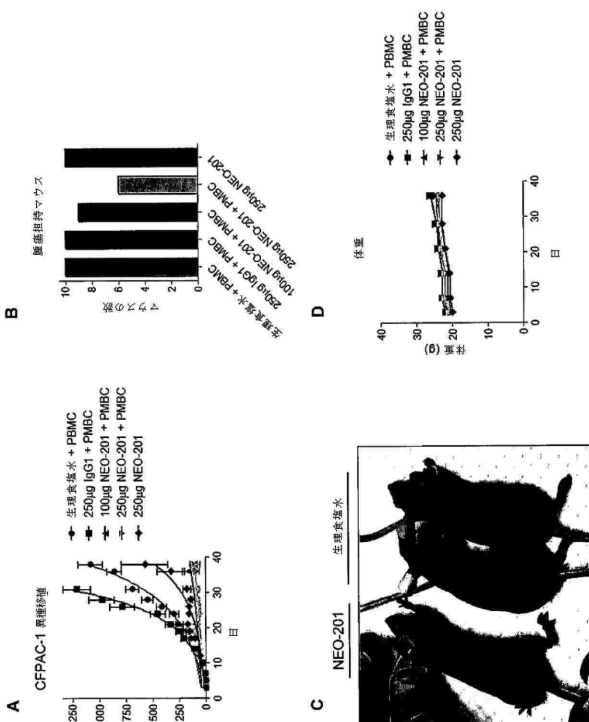 A
CFPAC-1 異種移植
生理食塩水 + PBMC
250µg IgG1 + PMBC
100µg NEO-201 + PMBC
250µg NEO-201 + PMBC
250µg NEO-201
250
000
750
500
250
0
0 10 20 30 40
日
B
腫瘍担持マウス
マウスの数
10
8
6
4
2
0
生理食塩水 + PBMC
250µg IgG1 + PMBC
100µg NEO-201 + PMBC
250µg NEO-201 + PMBC
250µg NEO-201
C
NEO-201
生理食塩水
D
体重
生理食塩水 + PBMC
250µg IgG1 + PMBC
100µg NEO-201 + PMBC
250µg NEO-201 + PMBC
250µg NEO-201
体重 (g)
40
30
20
10
0
0 10 20 30 40
日